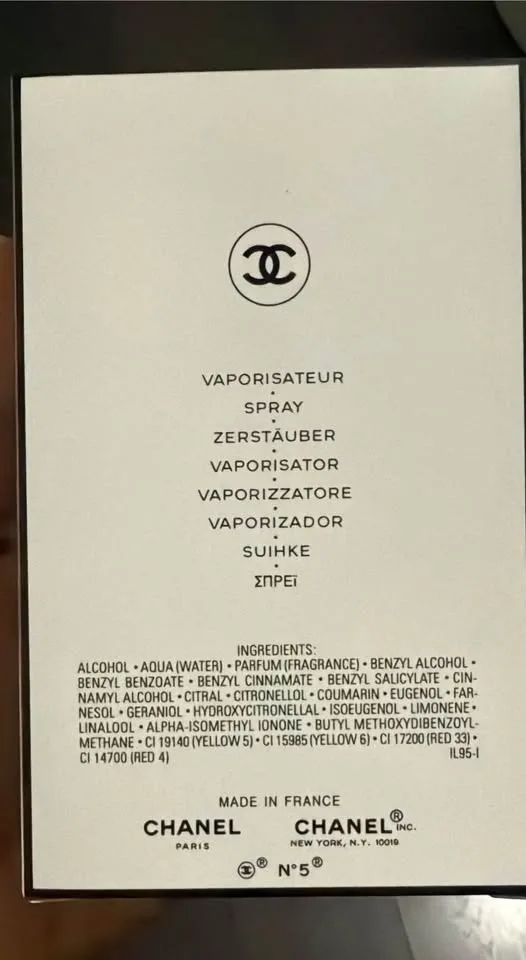 VAPORISATEUR
•
SPRAY
•
ZERSTÄUBER
•
VAPORISATOR
•
VAPORIZZATORE
•
VAPORIZADOR
•
SUIHKE
•
ΣΠΡΕΪ
INGREDIENTS:
ALCOHOL • AQUA (WATER) • PARFUM (FRAGRANCE) • BENZYL ALCOHOL •
BENZYL BENZOATE • BENZYL CINNAMATE • BENZYL SALICYLATE • CIN-
NAMYL ALCOHOL • CITRAL • CITRONELLOL • COUMARIN • EUGENOL • FAR-
NESOL • GERANIOL • HYDROXYCITRONELLAL • ISOEUGENOL • LIMONENE •
LINALOOL • ALPHA-ISOMETHYL IONONE • BUTYL METHOXYDIBENZOYL-
METHANE • CI 19140 (YELLOW 5) • CI 15985 (YELLOW 6) • CI 17200 (RED 33) •
CI 14700 (RED 4) IL95-I
MADE IN FRANCE
CHANEL CHANEL® INC.
PARIS NEW YORK, N.Y. 10019
® N°5®